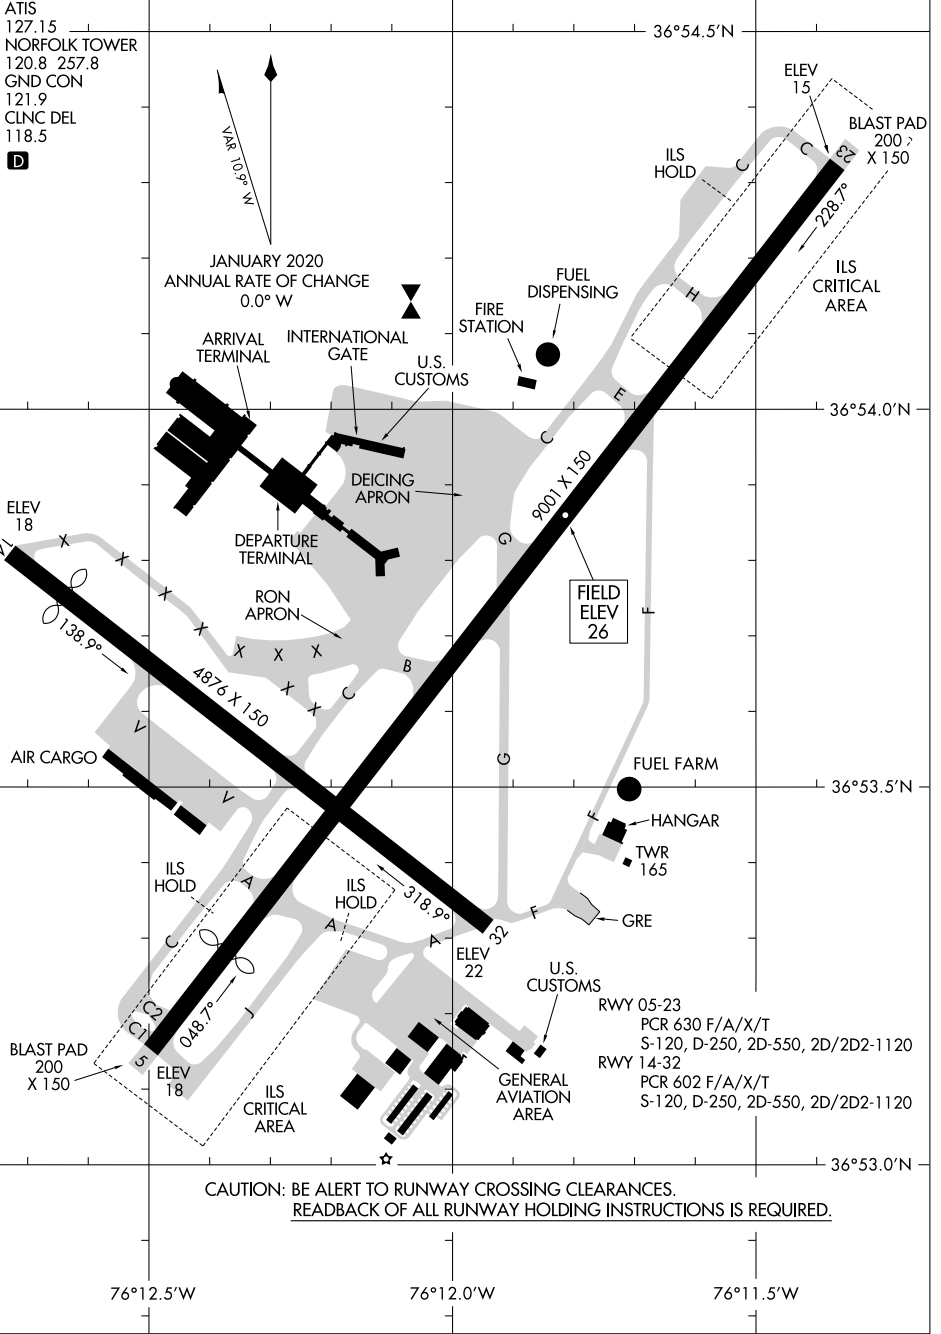 ATIS
127.15
NORFOLK TOWER
120.8 257.8
GND CON
121.9
CLNC DEL
118.5
D
36°54.5'N
VAR 10.9° W
JANUARY 2020
ANNUAL RATE OF CHANGE
0.0° W
ELEV
15
BLAST PAD
200
X 150
23
C
C
ILS
HOLD
228.7°
ILS
CRITICAL
AREA
H
FUEL
DISPENSING
FIRE
STATION
ARRIVAL
TERMINAL
INTERNATIONAL
GATE
U.S.
CUSTOMS
E
36°54.0'N
C
9001 X 150
DEICING
APRON
ELEV
18
14
X
X
X
X
X
X
X
X
X
DEPARTURE
TERMINAL
G
RON
APRON
FIELD
ELEV
26
F
138.9°
4876 X 150
B
C
V
AIR CARGO
V
G
FUEL FARM
36°53.5'N
F
HANGAR
TWR
165
ILS
HOLD
A
ILS
HOLD
318.9°
A
A
F
GRE
32
ELEV
22
C
U.S.
CUSTOMS
C2
C1
J
048.7°
5
BLAST PAD
200
X 150
ELEV
18
ILS
CRITICAL
AREA
GENERAL
AVIATION
AREA
RWY 05-23
PCR 630 F/A/X/T
S-120, D-250, 2D-550, 2D/2D2-1120
RWY 14-32
PCR 602 F/A/X/T
S-120, D-250, 2D-550, 2D/2D2-1120
36°53.0'N
CAUTION: BE ALERT TO RUNWAY CROSSING CLEARANCES.
READBACK OF ALL RUNWAY HOLDING INSTRUCTIONS IS REQUIRED.
76°12.5'W
76°12.0'W
76°11.5'W